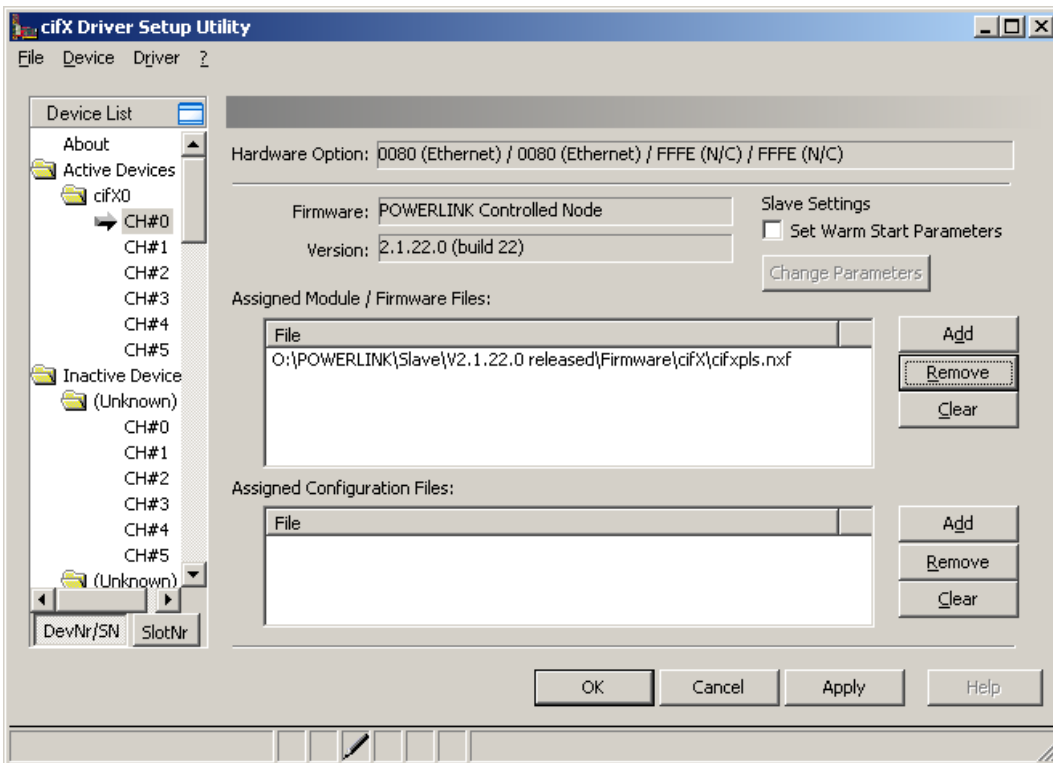 cifX Driver Setup Utility
File Device Driver ?
Device List
About
Active Devices
cifX0
CH#0
CH#1
CH#2
CH#3
CH#4
CH#5
Inactive Device
(Unknown)
CH#0
CH#1
CH#2
CH#3
CH#4
CH#5
(Unknown)
DevNr/SN SlotNr
Hardware Option: 0080 (Ethernet) / 0080 (Ethernet) / FFFE (N/C) / FFFE (N/C)
Firmware: POWERLINK Controlled Node
Version: 2.1.22.0 (build 22)
Slave Settings
Set Warm Start Parameters
Change Parameters
Assigned Module / Firmware Files:
File
O:\POWERLINK\Slave\V2.1.22.0 released\Firmware\cifX\cifxpls.nxf
Add
Remove
Clear
Assigned Configuration Files:
File
Add
Remove
Clear
OK Cancel Apply Help